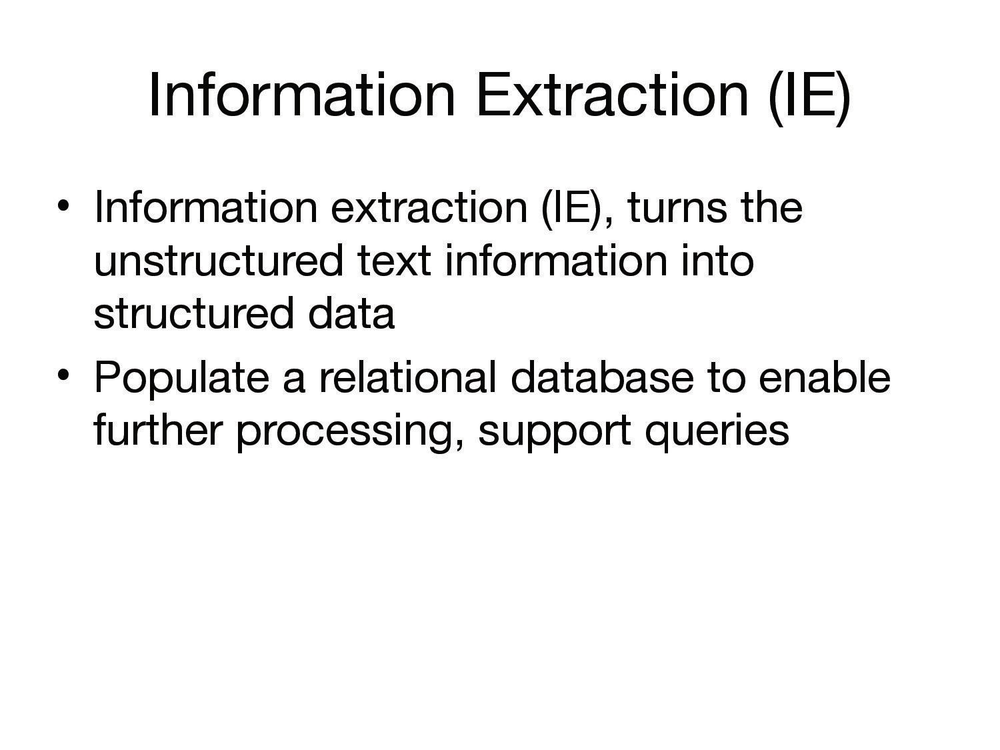 Information Extraction (IE)
• Information extraction (IE), turns the
unstructured text information into
structured data
• Populate a relational database to enable
further processing, support queries